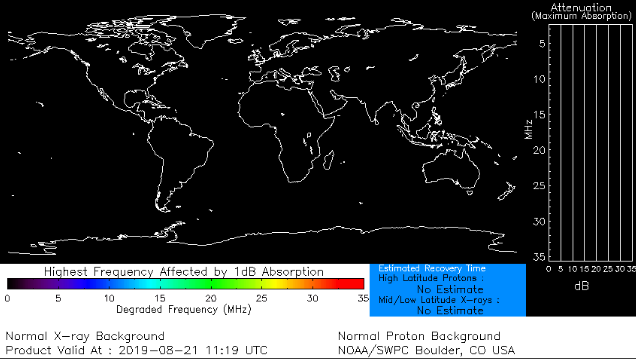 Attenuation
(Maximum Absorption)
5
10
15
20
25
30
35
MHz
0 5 10 15 20 25 30 35
dB
Highest Frequency Affected by 1dB Absorption
0 5 10 15 20 25 30 35
Degraded Frequency (MHz)
Estimated Recovery Time
High Latitude Protons :
No Estimate
Mid/Low Latitude X-rays :
No Estimate
Normal X-ray Background
Normal Proton Background
Product Valid At : 2019-08-21 11:19 UTC
NOAA/SWPC Boulder, CO USA